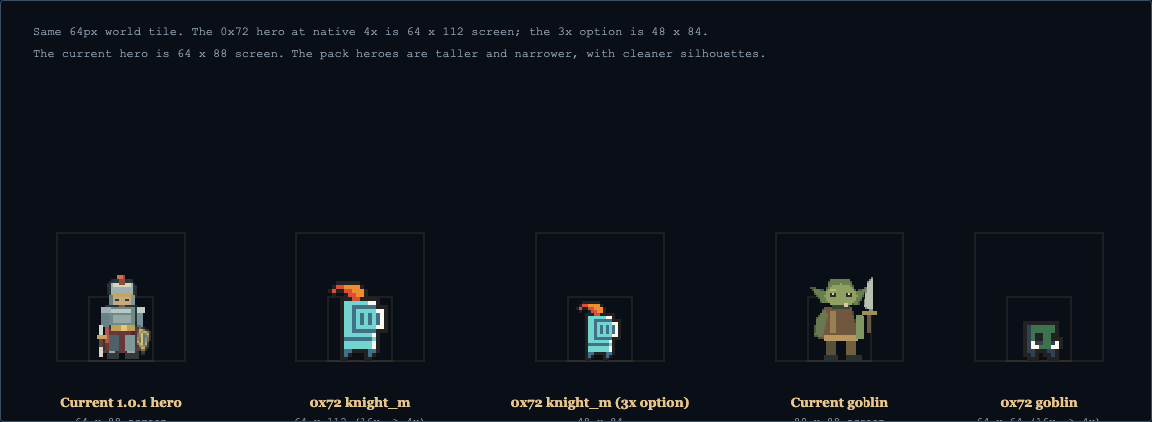 Same 64px world tile. The 0x72 hero at native 4x is 64 x 112 screen; the 3x option is 48 x 84.
The current hero is 64 x 88 screen. The pack heroes are taller and narrower, with cleaner silhouettes.
Current 1.0.1 hero
0x72 knight_m
0x72 knight_m (3x option)
Current goblin
0x72 goblin